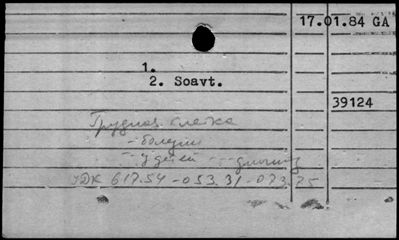 17.01.84 GA
1.
2. Soavt.
39124
Грудная клетка
- болезни
-- у детей --
УДК 617.54-053.31-073.75